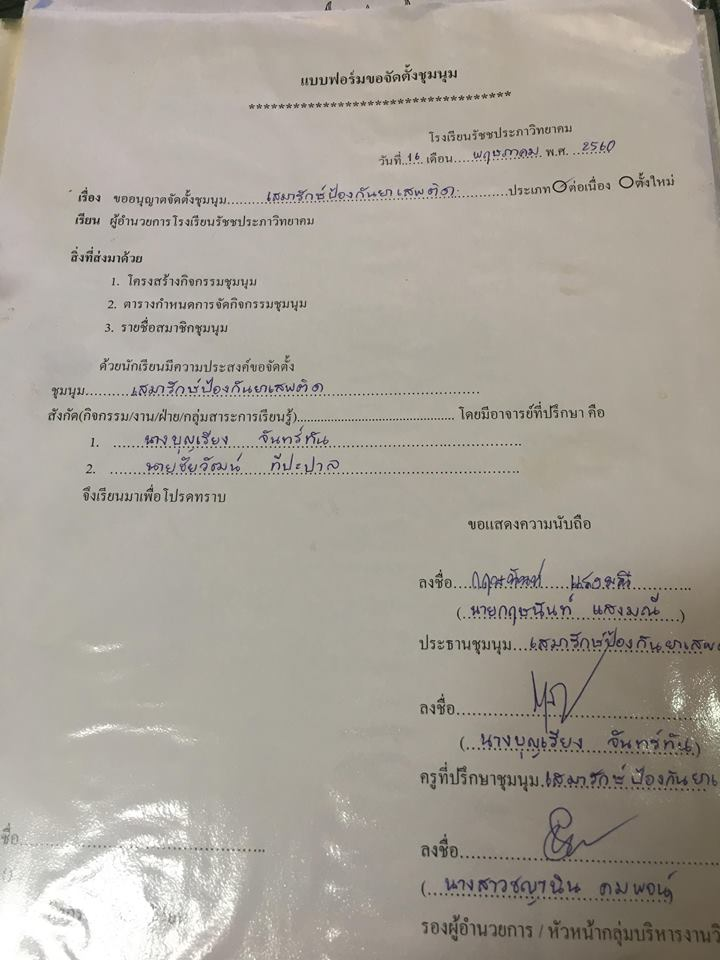 แบบฟอร์มขอจัดตั้งชุมนุม
************************************
โรงเรียนรัชชประภาวิทยาคม
วันที่ 16 เดือน พฤษภาคม พ.ศ. 2560
เรื่อง ขออนุญาตจัดตั้งชุมนุม เสมารักษ์ป้องกันยาเสพติด ประเภท ต่อเนื่อง ตั้งใหม่
เรียน ผู้อำนวยการโรงเรียนรัชชประภาวิทยาคม
สิ่งที่ส่งมาด้วย
1. โครงสร้างกิจกรรมชุมนุม
2. ตารางกำหนดการจัดกิจกรรมชุมนุม
3. รายชื่อสมาชิกชุมนุม
ด้วยนักเรียนมีความประสงค์ขอจัดตั้ง
ชุมนุม เสมารักษ์ป้องกันยาเสพติด
สังกัด(กิจกรรม/งาน/ฝ่าย/กลุ่มสาระการเรียนรู้) โดยมีอาจารย์ที่ปรึกษา คือ
1. นางบุญเรียง จันทร์ทัน
2. นายชัยวัฒน์ ทีปะปาล
จึงเรียนมาเพื่อโปรดทราบ
ขอแสดงความนับถือ
ลงชื่อ กฤษนันท์ แสงมณี
(นายกฤษนันท์ แสงมณี)
ประธานชุมนุม เสมารักษ์ป้องกันยาเสพ
ลงชื่อ
(นางบุญเรียง จันทร์ทัน)
ครูที่ปรึกษาชุมนุม เสมารักษ์ป้องกันยาเ
ชื่อ
ลงชื่อ
(นางสาวชญานิน
รองผู้อำนวยการ / หัวหน้ากลุ่มบริหารงานวิ